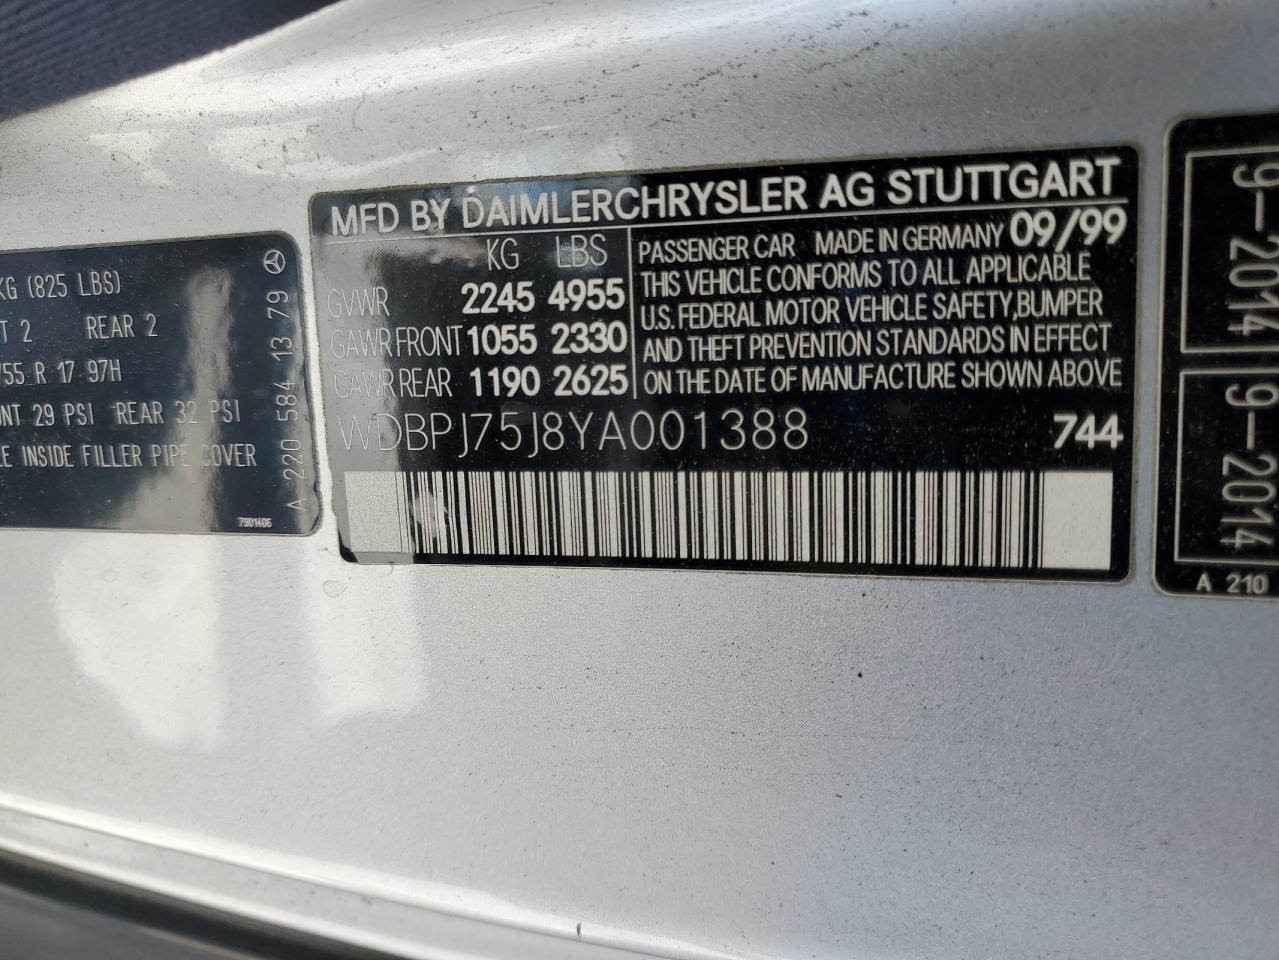 KG (825 LBS)
T 2 REAR 2
/55 R 17 97H
NT 29 PSI REAR 32 PSI
LE INSIDE FILLER PIPE COVER
7901406
A 220 584 13 79
MFD BY DAIMLERCHRYSLER AG STUTTGART
KG LBS
GVWR 2245 4955
GAWR FRONT 1055 2330
GAWR REAR 1190 2625
PASSENGER CAR MADE IN GERMANY 09/99
THIS VEHICLE CONFORMS TO ALL APPLICABLE
U.S. FEDERAL MOTOR VEHICLE SAFETY, BUMPER
AND THEFT PREVENTION STANDARDS IN EFFECT
ON THE DATE OF MANUFACTURE SHOWN ABOVE
WDBPJ75J8YA001388 744
9-2014
9-2014
A 210